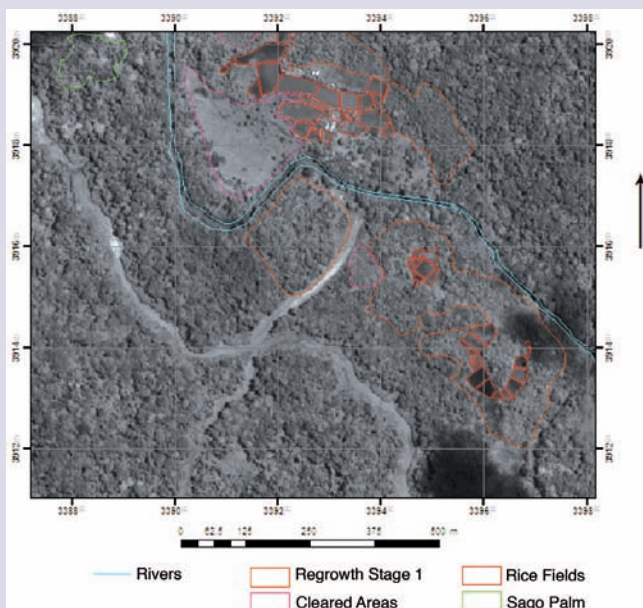 3388 3390 3392 3394 3396 3398
3920 3920
3918 3918
3916 3916
3914 3914
3912 3912
3388 3390 3392 3394 3396 3398
0 62.5 125 250 375 500 m
Rivers
Regrowth Stage 1
Rice Fields
Cleared Areas
Sago Palm